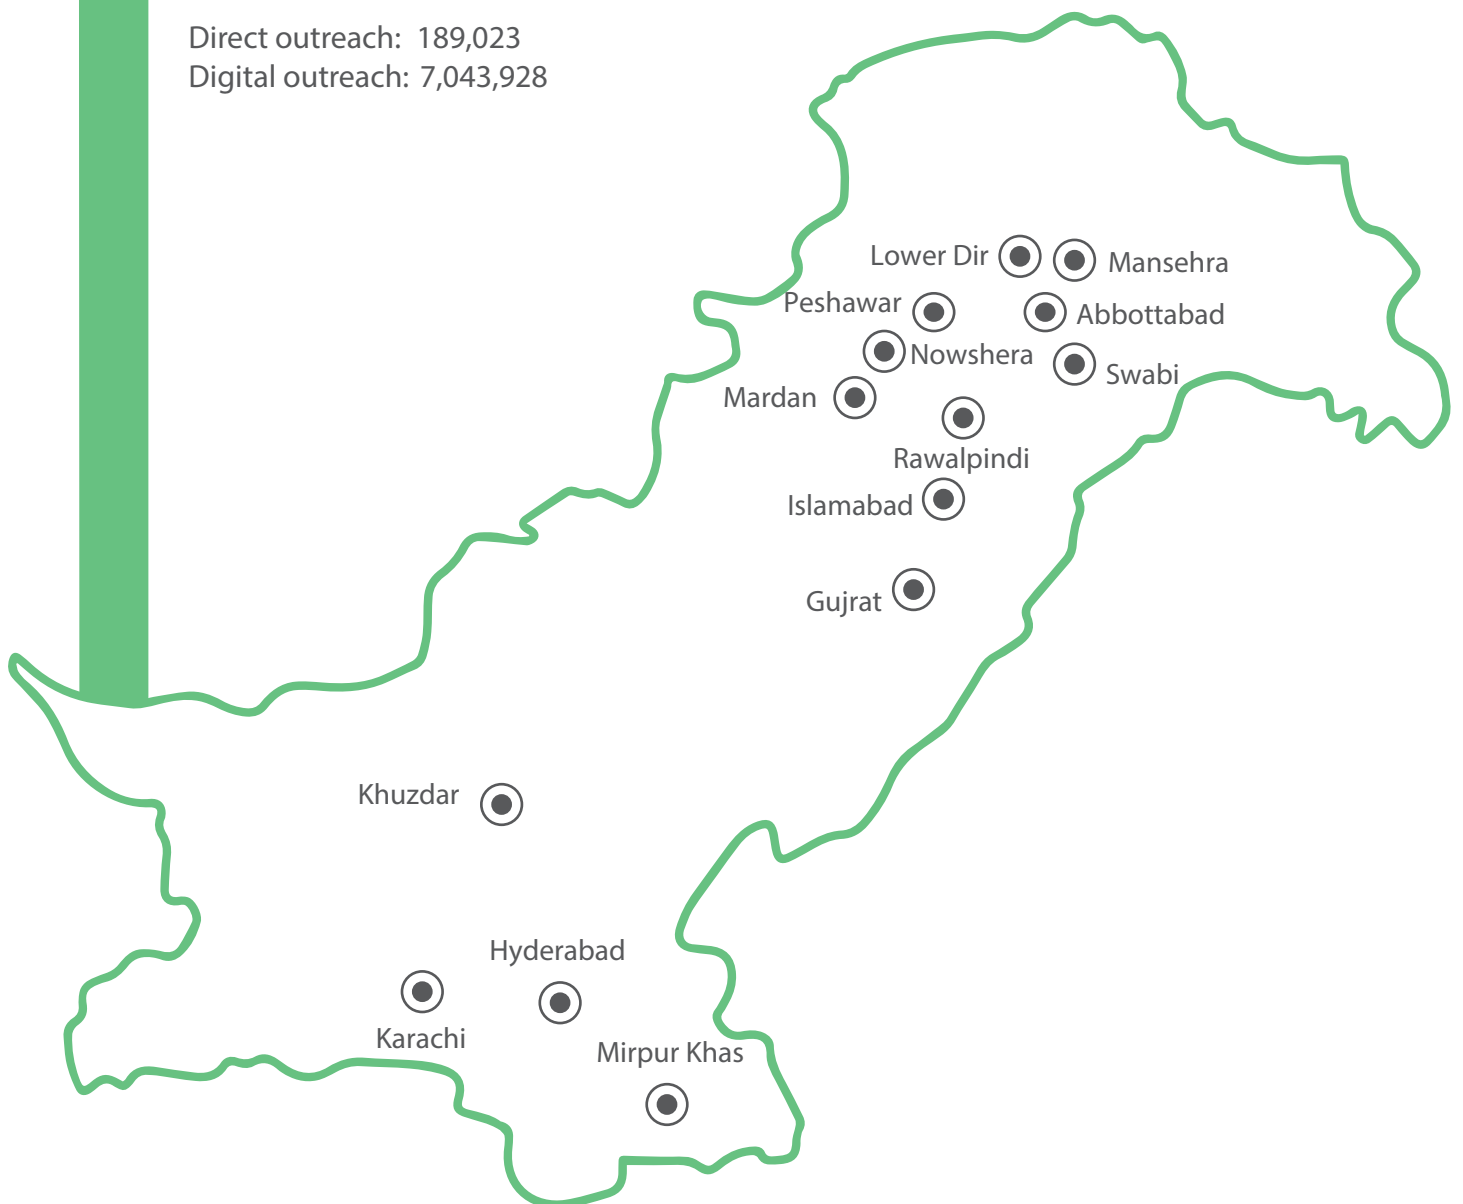 Direct outreach: 189,023
Digital outreach: 7,043,928
Lower Dir
Mansehra
Peshawar
Abbottabad
Nowshera
Swabi
Mardan
Rawalpindi
Islamabad
Gujrat
Khuzdar
Hyderabad
Karachi
Mirpur Khas